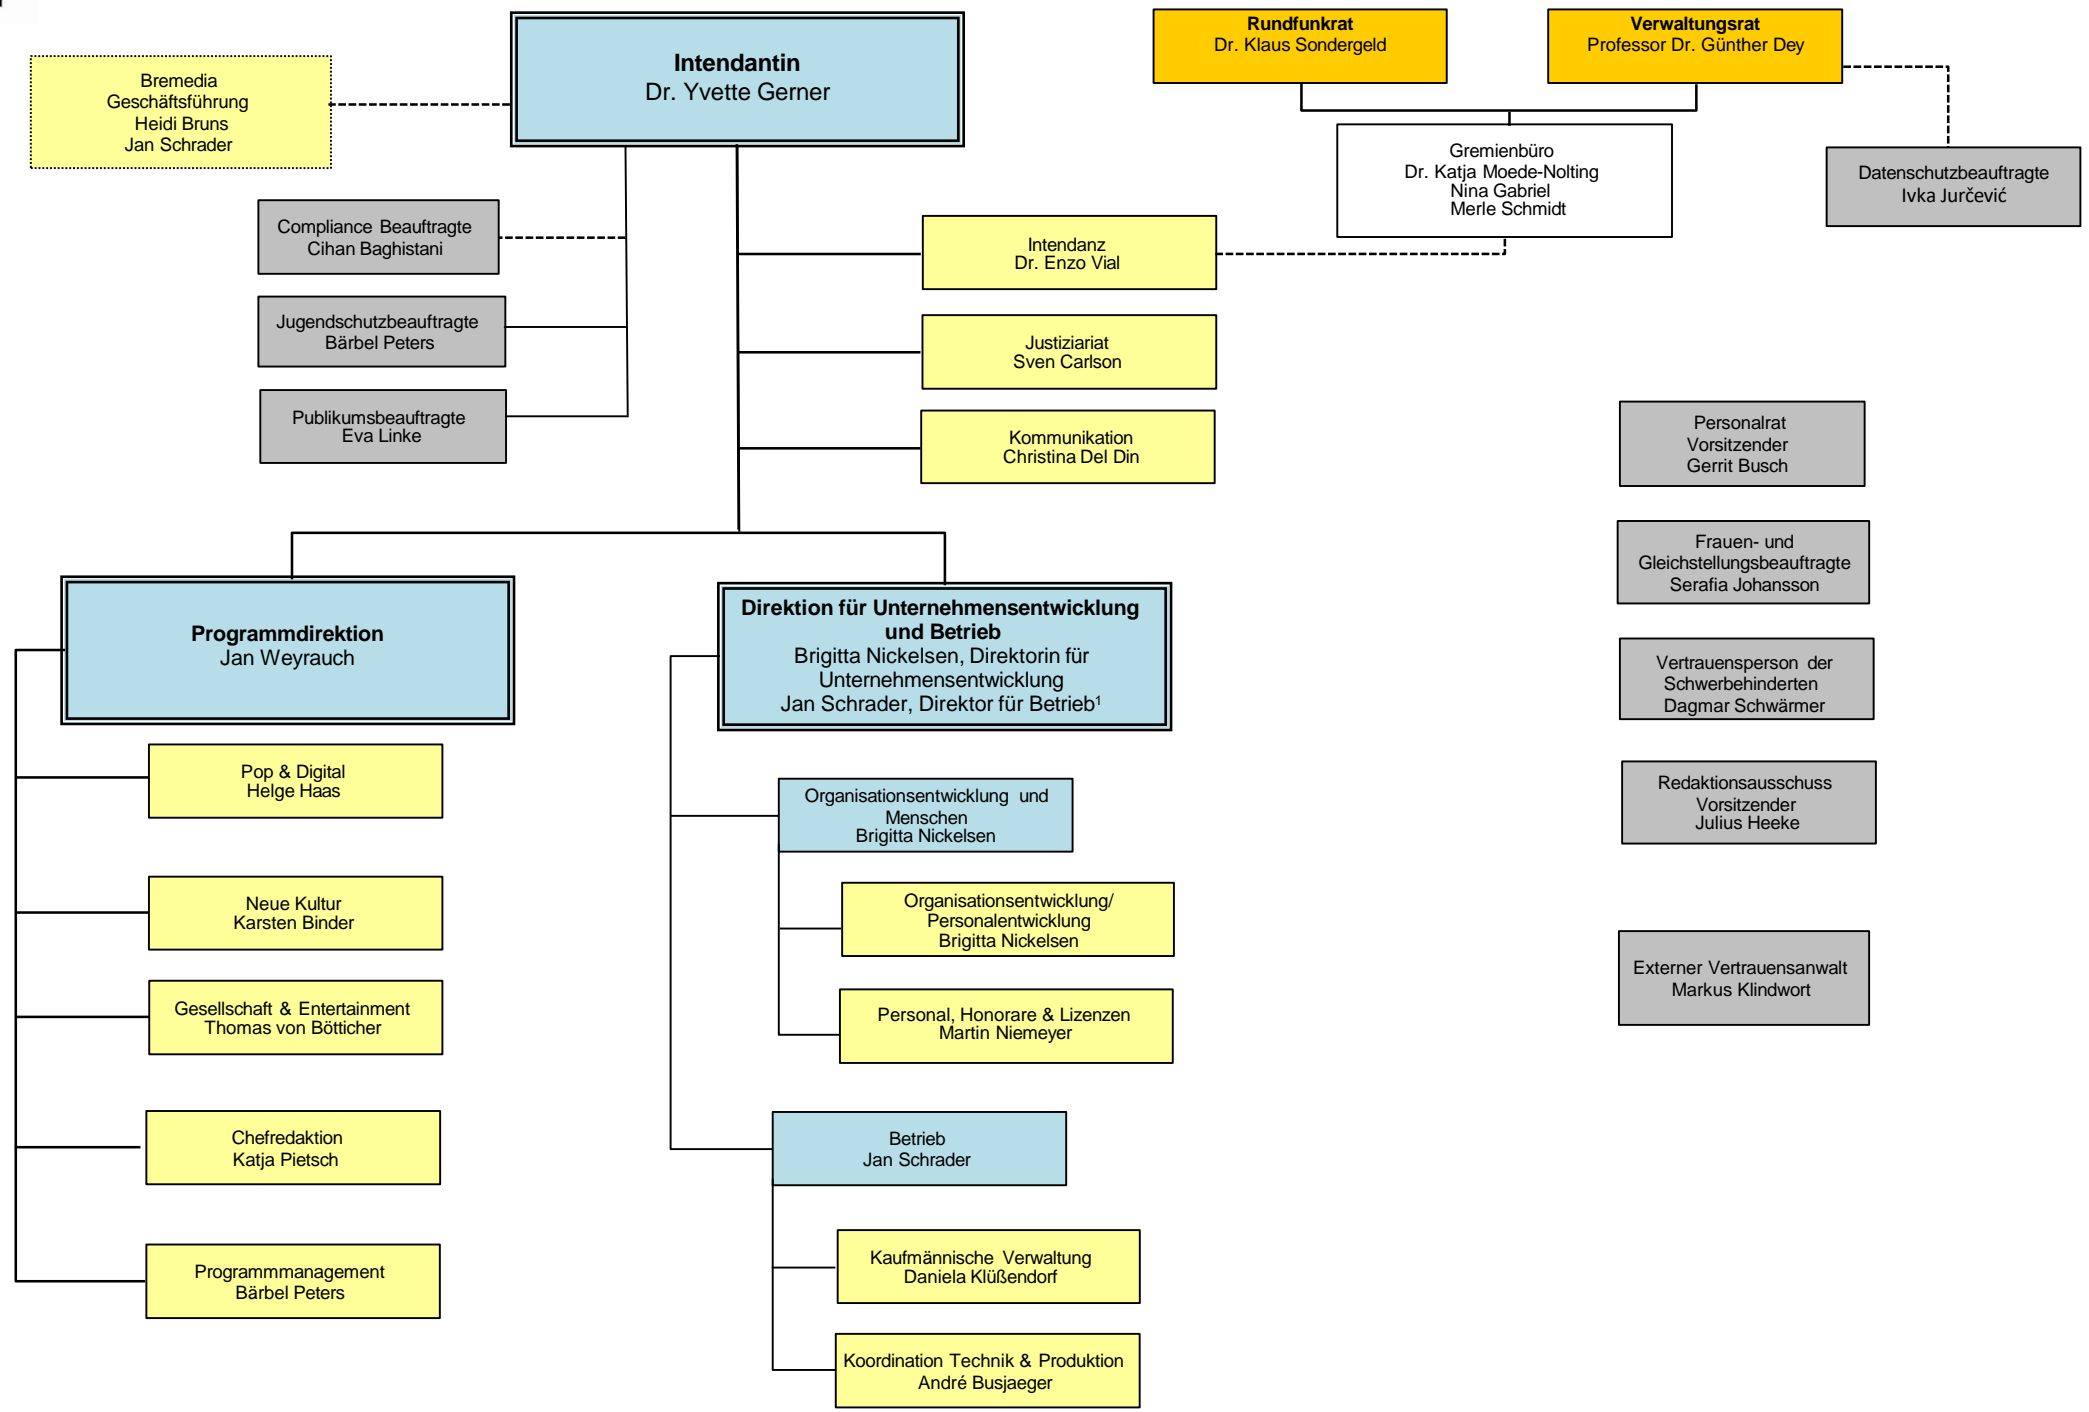 Intendantin
Dr. Yvette Gerner
Rundfunkrat
Dr. Klaus Sondergeld
Verwaltungsrat
Professor Dr. Günther Dey
Bremedia
Geschäftsführung
Heidi Bruns
Jan Schrader
Gremienbüro
Dr. Katja Moede-Nolting
Nina Gabriel
Merle Schmidt
Datenschutzbeauftragte
Ivka Jurčević
Compliance Beauftragte
Cihan Baghistani
Intendanz
Dr. Enzo Vial
Jugendschutzbeauftragte
Bärbel Peters
Justiziariat
Sven Carlson
Publikumsbeauftragte
Eva Linke
Kommunikation
Christina Del Din
Personalrat
Vorsitzender
Gerrit Busch
Frauen- und
Gleichstellungsbeauftragte
Serafia Johansson
Vertrauensperson der
Schwerbehinderten
Dagmar Schwärmer
Redaktionsausschuss
Vorsitzender
Julius Heeke
Externer Vertrauensanwalt
Markus Klindwort
Programmdirektion
Jan Weyrauch
Pop & Digital
Helge Haas
Neue Kultur
Karsten Binder
Gesellschaft & Entertainment
Thomas von Bötticher
Chefredaktion
Katja Pietsch
Programmmanagement
Bärbel Peters
Direktion für Unternehmensentwicklung
und Betrieb
Brigitta Nickelsen, Direktorin für
Unternehmensentwicklung
Jan Schrader, Direktor für Betrieb¹
Organisationsentwicklung und
Menschen
Brigitta Nickelsen
Organisationsentwicklung/
Personalentwicklung
Brigitta Nickelsen
Personal, Honorare & Lizenzen
Martin Niemeyer
Betrieb
Jan Schrader
Kaufmännische Verwaltung
Daniela Klüßendorf
Koordination Technik & Produktion
André Busjaeger